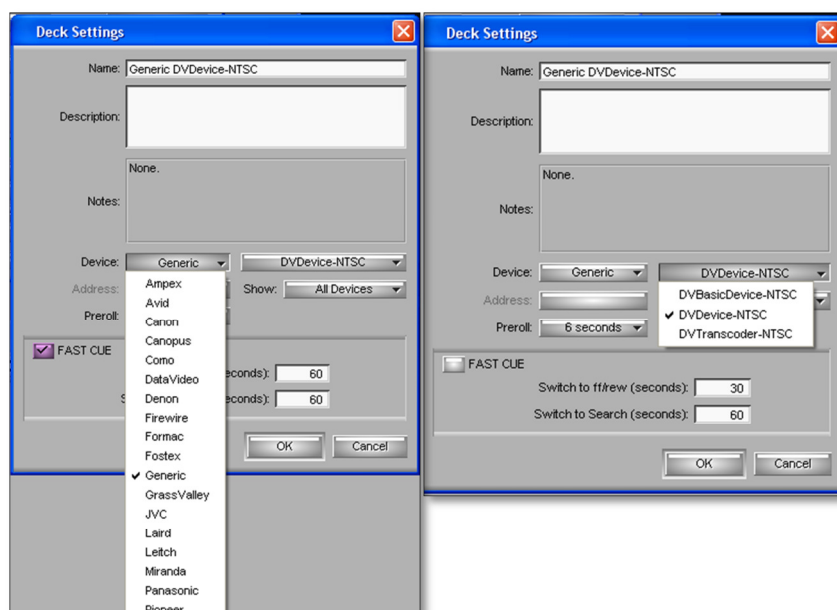 Deck Settings
Name: Generic DVDevice-NTSC
Description:
None.
Notes:
Device: Generic DVDevice-NTSC
Address: Show: All Devices
Preroll:
Ampex
Avid
Canon
Canopus
Como
DataVideo
Denon
Firewire
Formac
Fostex
Generic
GrassValley
JVC
Laird
Leitch
Miranda
Panasonic
Pioneer
FAST CUE
econds): 60
S econds): 60
OK Cancel
Deck Settings
Name: Generic DVDevice-NTSC
Description:
None.
Notes:
Device: Generic DVDevice-NTSC
DVBasicDevice-NTSC
DVDevice-NTSC
DVTranscoder-NTSC
Address:
Preroll: 6 seconds
FAST CUE
Switch to ff/rew (seconds): 30
Switch to Search (seconds): 60
OK Cancel